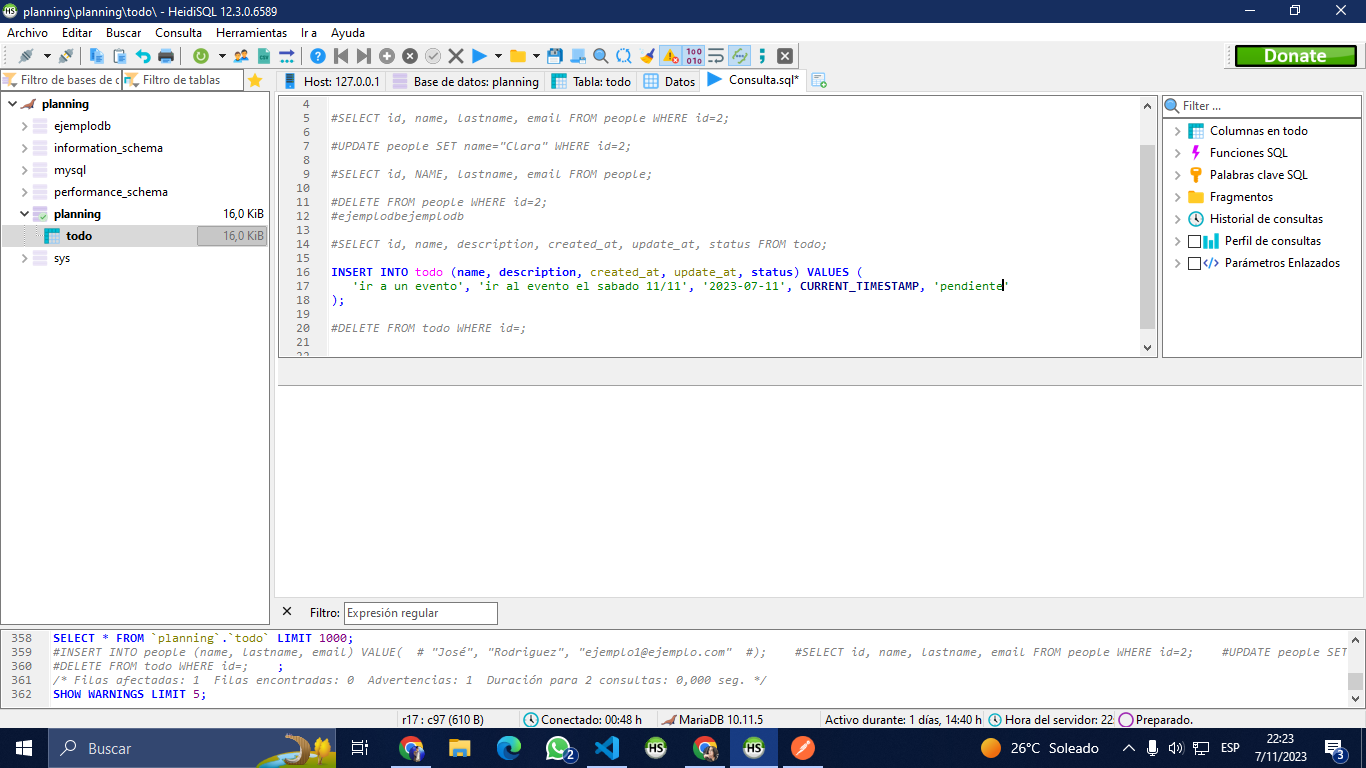 planning\planning\todo\ - HeidiSQL 12.3.0.6589
Archivo Editar Buscar Consulta Herramientas Ir a Ayuda
Donate
Filtro de bases de d Filtro de tablas
Host: 127.0.0.1 Base de datos: planning Tabla: todo Datos Consulta.sql*
planning
ejemplodb
information_schema
mysql
performance_schema
planning 16,0 KiB
todo 16,0 KiB
sys
4
5 #SELECT id, name, lastname, email FROM people WHERE id=2;
6
7 #UPDATE people SET name="Clara" WHERE id=2;
8
9 #SELECT id, NAME, lastname, email FROM people;
10
11 #DELETE FROM people WHERE id=2;
12 #ejemplodbejemplodb
13
14 #SELECT id, name, description, created_at, update_at, status FROM todo;
15
16 INSERT INTO todo (name, description, created_at, update_at, status) VALUES (
17 'ir a un evento', 'ir al evento el sabado 11/11', '2023-07-11', CURRENT_TIMESTAMP, 'pendiente'
18 );
19
20 #DELETE FROM todo WHERE id=;
21
22
Filter ...
Columnas en todo
Funciones SQL
Palabras clave SQL
Fragmentos
Historial de consultas
Perfil de consultas
Parámetros Enlazados
Filtro: Expresión regular
358 SELECT * FROM `planning`.`todo` LIMIT 1000;
359 #INSERT INTO people (name, lastname, email) VALUE( # "José", "Rodriguez", "ejemplo1@ejemplo.com" #); #SELECT id, name, lastname, email FROM people WHERE id=2; #UPDATE people SET
360 #DELETE FROM todo WHERE id=; ;
361 /* Filas afectadas: 1 Filas encontradas: 0 Advertencias: 1 Duración para 2 consultas: 0,000 seg. */
362 SHOW WARNINGS LIMIT 5;
r17 : c97 (610 B) Conectado: 00:48 h MariaDB 10.11.5 Activo durante: 1 días, 14:40 h Hora del servidor: 22 Preparado.
Buscar
2
26°C Soleado
ESP
22:23
7/11/2023
3